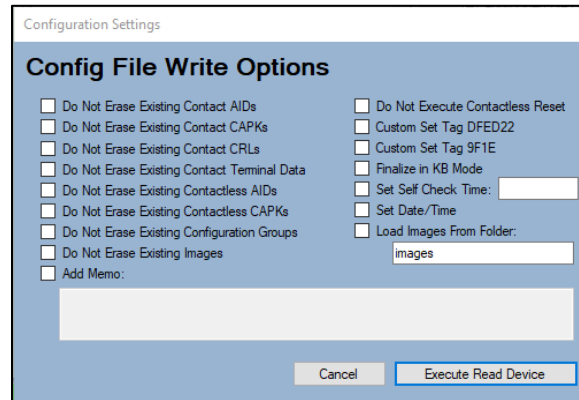 Configuration Settings
Config File Write Options
Do Not Erase Existing Contact AIDs
Do Not Erase Existing Contact CAPKs
Do Not Erase Existing Contact CRLs
Do Not Erase Existing Contact Terminal Data
Do Not Erase Existing Contactless AIDs
Do Not Erase Existing Contactless CAPKs
Do Not Erase Existing Configuration Groups
Do Not Erase Existing Images
Add Memo:
Do Not Execute Contactless Reset
Custom Set Tag DFED22
Custom Set Tag 9F1E
Finalize in KB Mode
Set Self Check Time:
Set Date/Time
Load Images From Folder:
images
Cancel
Execute Read Device